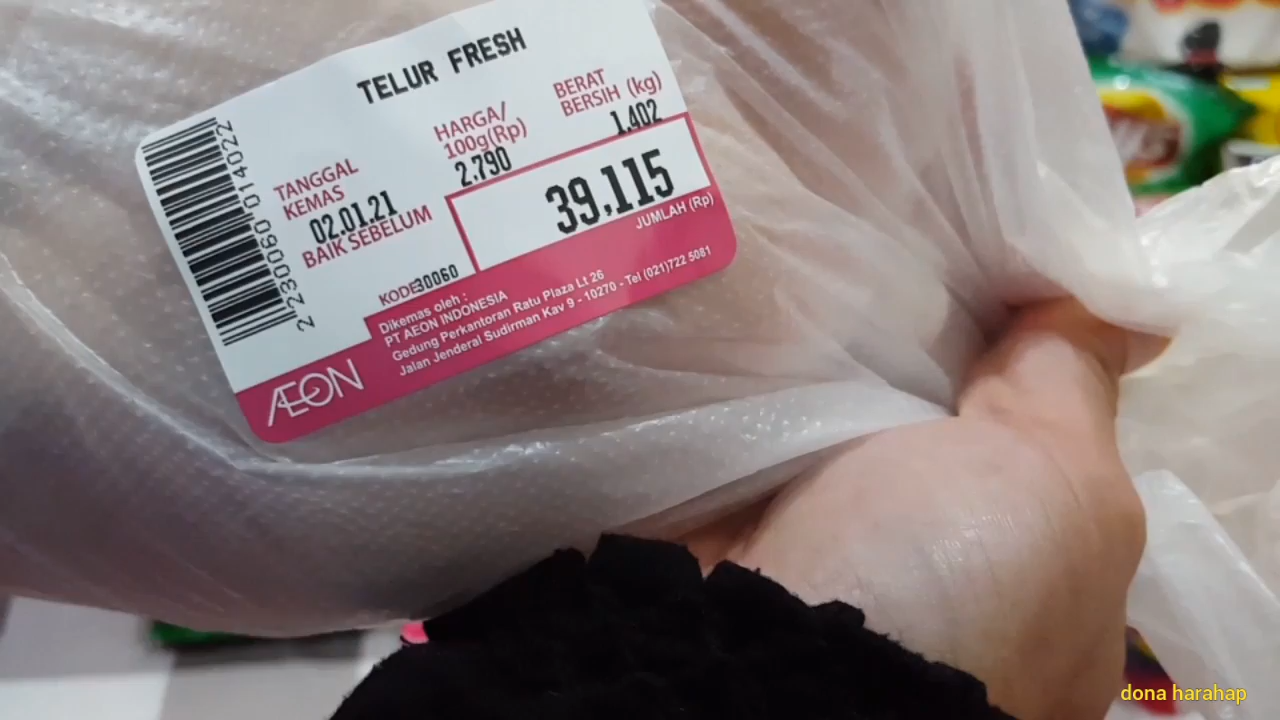 TELUR FRESH
TANGGAL
KEMAS
02.01.21
BAIK SEBELUM
HARGA/
100g(Rp)
2.790
BERAT
BERSIH (kg)
1.402
39,115
JUMLAH (Rp)
KODE30060
Dikemas oleh :
PT AEON INDONESIA
Gedung Perkantoran Ratu Plaza Lt 26
Jalan Jenderal Sudirman Kav 9 - 10270 - Tel (021)722 5081
2 230060 014022
ÆON
dona harahap